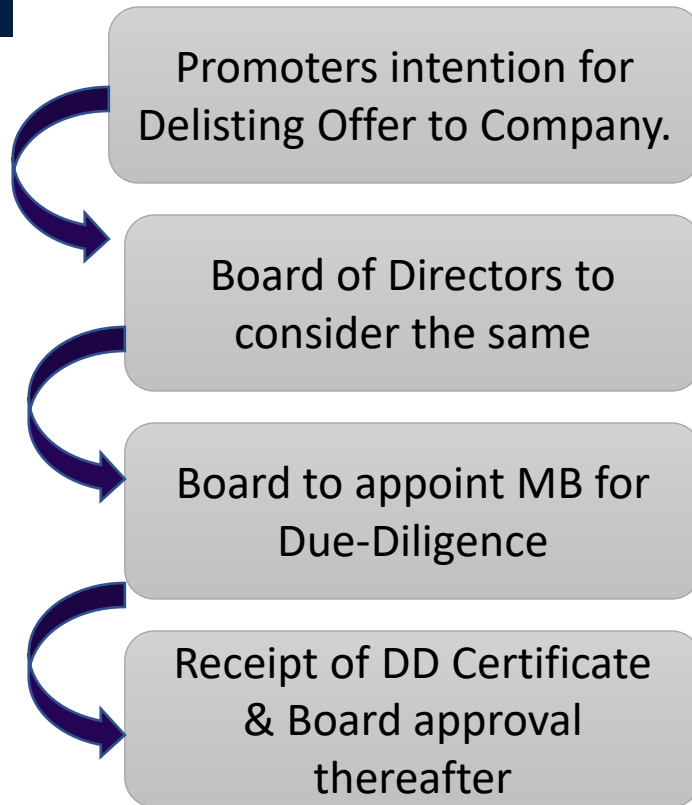 Promoters intention for
Delisting Offer to Company.
Board of Directors to
consider the same
Board to appoint MB for
Due-Diligence
Receipt of DD Certificate
& Board approval
thereafter